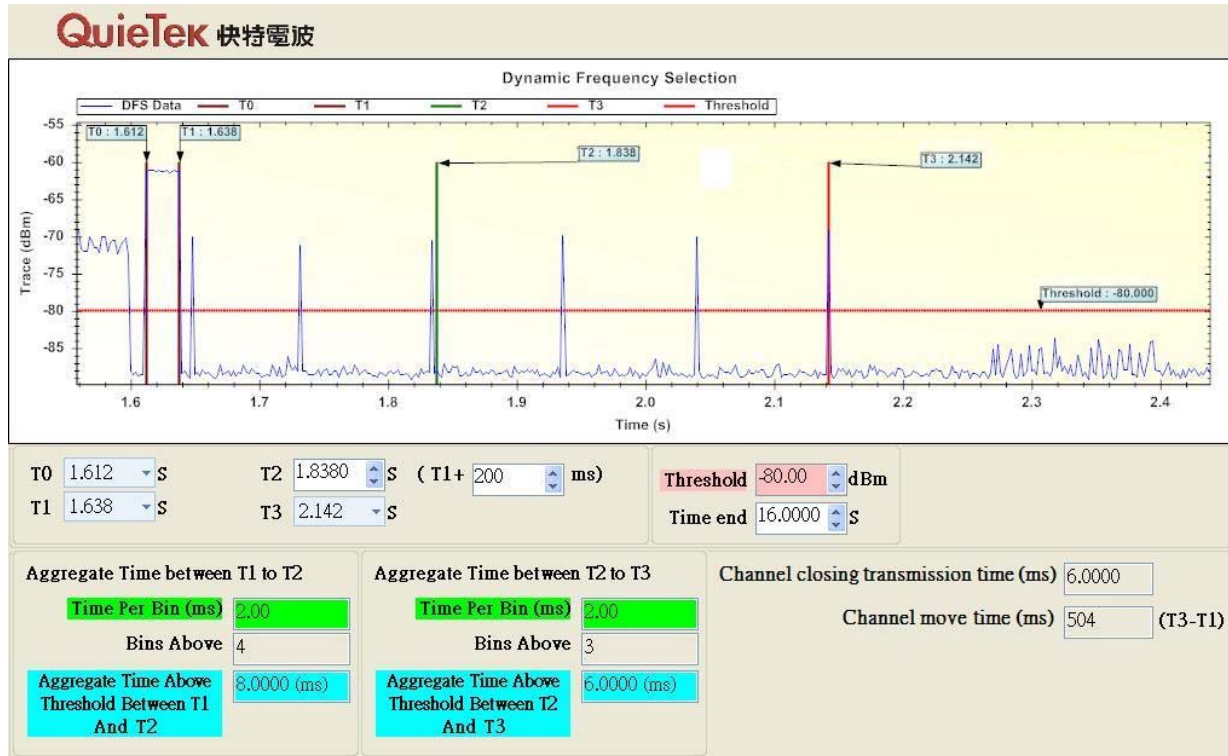 QuieTek 快特電波
Dynamic Frequency Selection
DFS Data T0 T1 T2 T3 Threshold
-55
T0 : 1.612
T1 : 1.638
T2 : 1.838
T3 : 2.142
-60
-65
-70
-75
-80
-85
Threshold : -80.000
Trace (dBm)
1.6 1.7 1.8 1.9 2.0 2.1 2.2 2.3 2.4
Time (s)
T0 1.612 S T2 1.8380 S ( T1+ 200 ms)
T1 1.638 S T3 2.142 S
Threshold -80.00 dBm
Time end 16.0000 S
Aggregate Time between T1 to T2
Time Per Bin (ms) 2.00
Bins Above 4
Aggregate Time Above 8.0000 (ms)
Threshold Between T1
And T2
Aggregate Time between T2 to T3
Time Per Bin (ms) 2.00
Bins Above 3
Aggregate Time Above 6.0000 (ms)
Threshold Between T2
And T3
Channel closing transmission time (ms) 6.0000
Channel move time (ms) 504 (T3-T1)